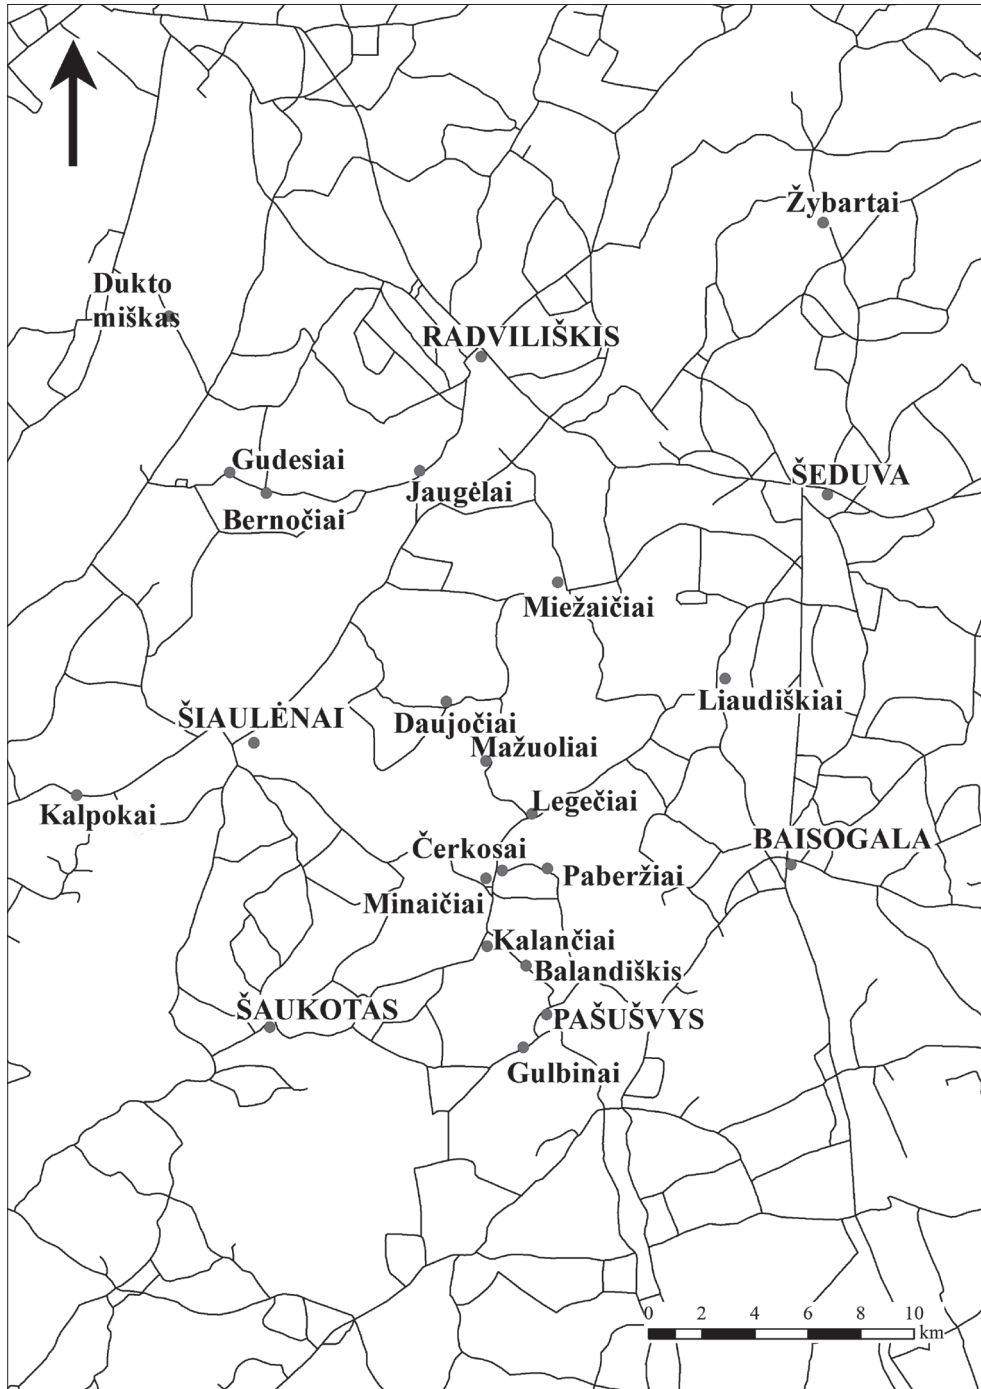 Žybartai
Dukto
miškas
RADVILIŠKIS
Gudesiai
Jaugėlai
ŠEDUVA
Bernočiai
Miežaičiai
Liaudiškiai
ŠIAULĖNAI
Daujočiai
Mažuoliai
Kalpokai
Legečiai
BAISOGALA
Čerkosai
Paberžiai
Minaičiai
Kalančiai
Balandiškis
ŠAUKOTAS
PAŠUŠVYS
Gulbinai
0 2 4 6 8 10
km